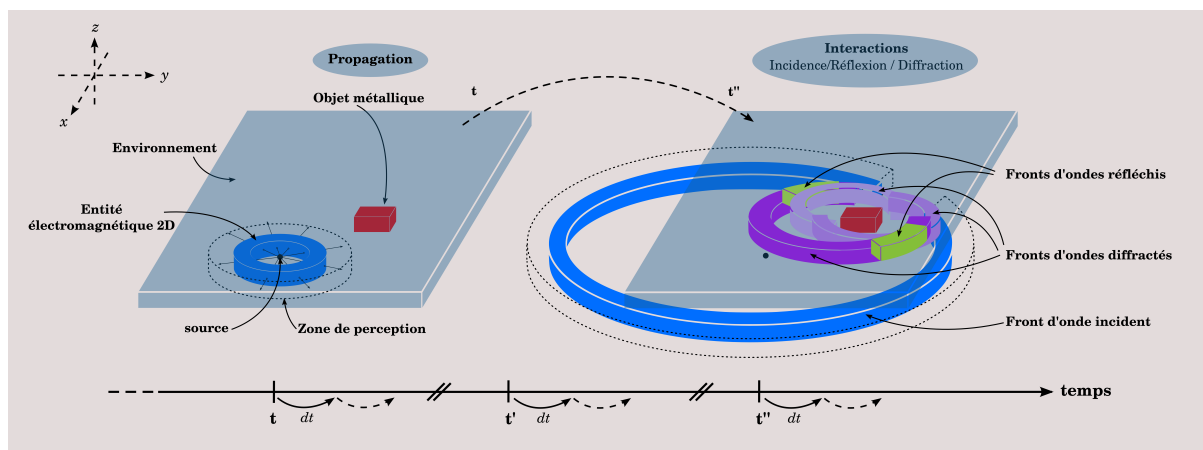 z
y
x
Propagation
Objet métallique
t
t"
Interactions
Incidence/Réflexion / Diffraction
Environnement
Entité
électromagnétique 2D
source
Zone de perception
Fronts d'ondes réfléchis
Fronts d'ondes diffractés
Front d'onde incident
temps
t
dt
t'
dt
t"
dt